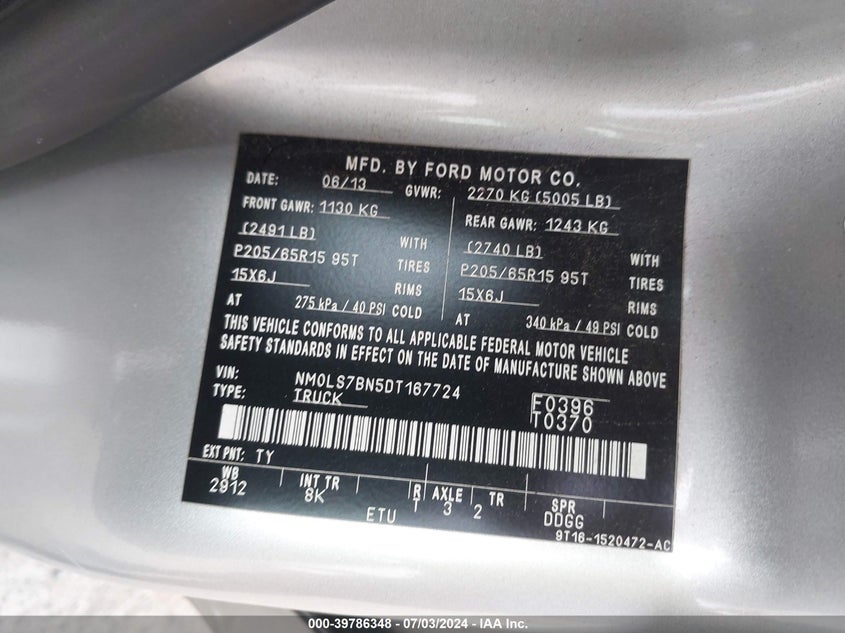 MFD. BY FORD MOTOR CO.
DATE: 06/13 GVWR: 2270 KG (5005 LB)
FRONT GAWR: 1130 KG REAR GAWR: 1243 KG
(2491 LB) WITH (2740 LB) WITH
P205/65R15 95T TIRES P205/65R15 95T TIRES
15X6J RIMS 15X6J RIMS
AT 275 kPa / 40 PSI COLD AT 340 kPa / 49 PSI COLD
THIS VEHICLE CONFORMS TO ALL APPLICABLE FEDERAL MOTOR VEHICLE
SAFETY STANDARDS IN EFFECT ON THE DATE OF MANUFACTURE SHOWN ABOVE
VIN: NM0LS7BN5DT167724 F0396
TYPE: TRUCK T0370
EXT PNT: TY
WB INT TR R AXLE TR SPR
2912 8K T 3 2 DDGG
ETU 9T16-1520472-AC
000-39786348 - 07/03/2024 - IAA Inc.